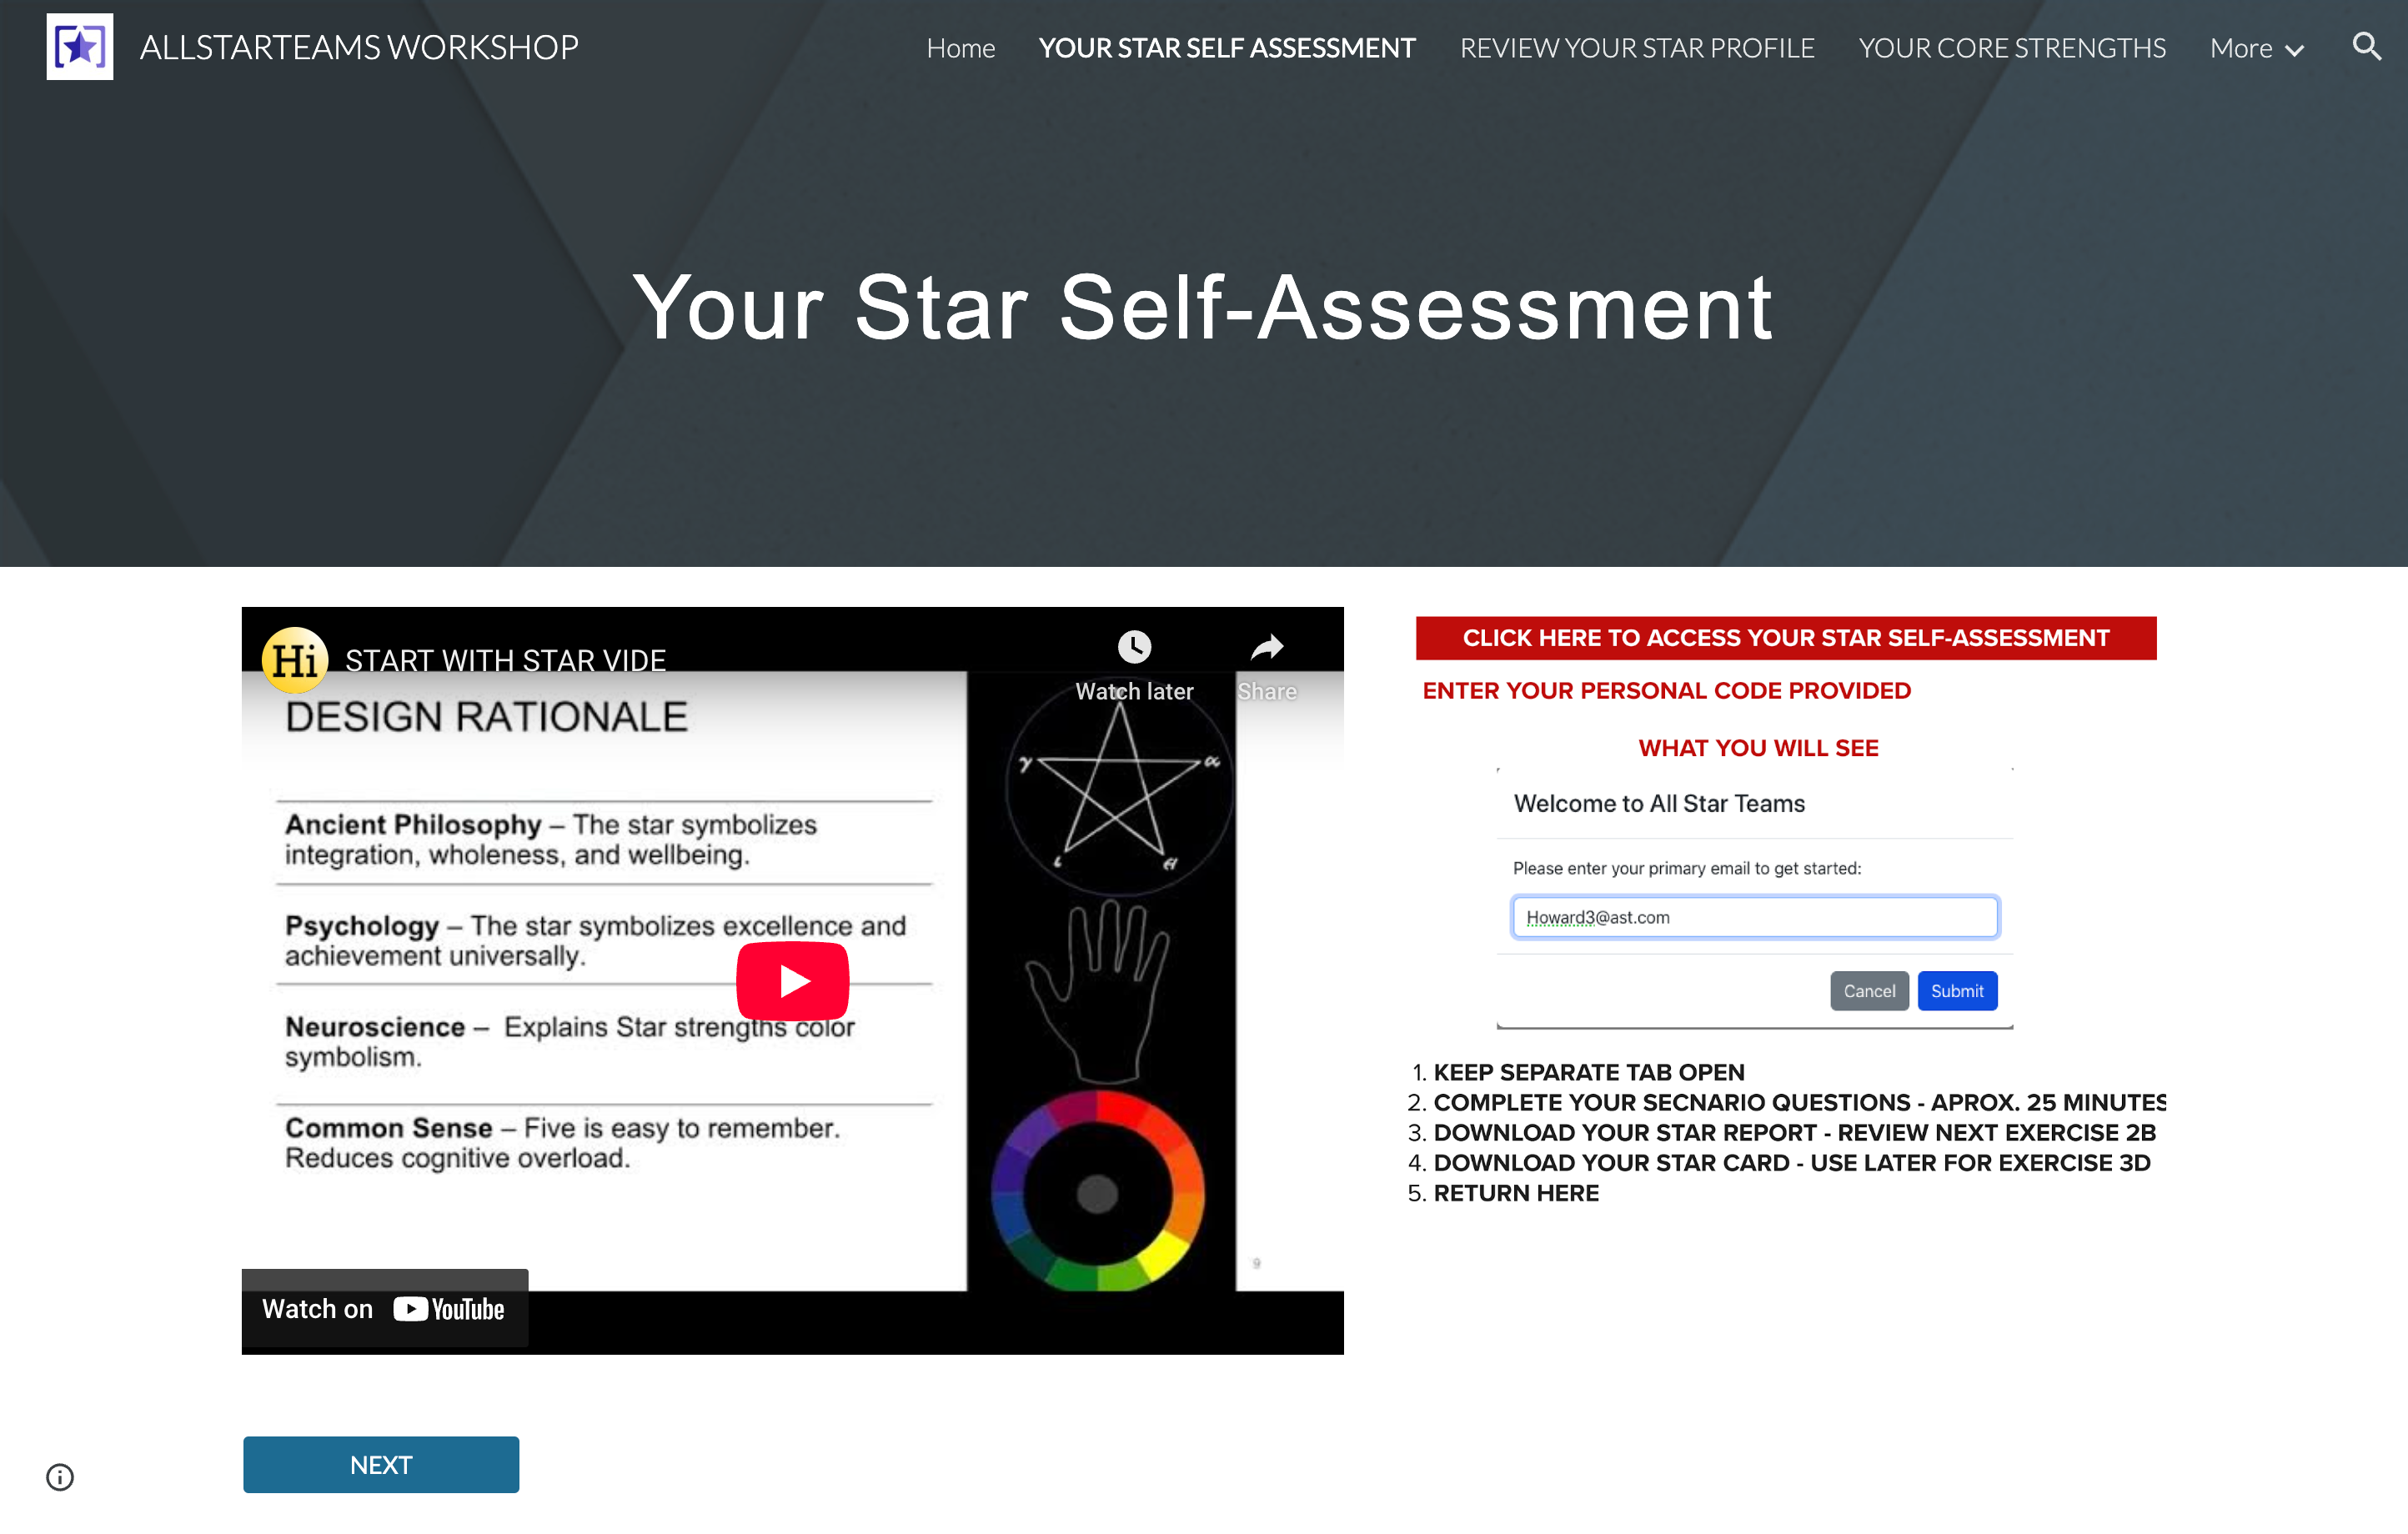 ALLSTARTEAMS WORKSHOP
Home
YOUR STAR SELF ASSESSMENT
REVIEW YOUR STAR PROFILE
YOUR CORE STRENGTHS
More
Your Star Self-Assessment
Hi
START WITH STAR VIDE
Watch later
Share
DESIGN RATIONALE
Ancient Philosophy – The star symbolizes
integration, wholeness, and wellbeing.
Psychology – The star symbolizes excellence and
achievement universally.
Neuroscience – Explains Star strengths color
symbolism.
Common Sense – Five is easy to remember.
Reduces cognitive overload.
γ
α
9
Watch on YouTube
CLICK HERE TO ACCESS YOUR STAR SELF-ASSESSMENT
ENTER YOUR PERSONAL CODE PROVIDED
WHAT YOU WILL SEE
Welcome to All Star Teams
Please enter your primary email to get started:
Howard3@ast.com
Cancel
Submit
1. KEEP SEPARATE TAB OPEN
2. COMPLETE YOUR SECNARIO QUESTIONS - APROX. 25 MINUTES
3. DOWNLOAD YOUR STAR REPORT - REVIEW NEXT EXERCISE 2B
4. DOWNLOAD YOUR STAR CARD - USE LATER FOR EXERCISE 3D
5. RETURN HERE
NEXT